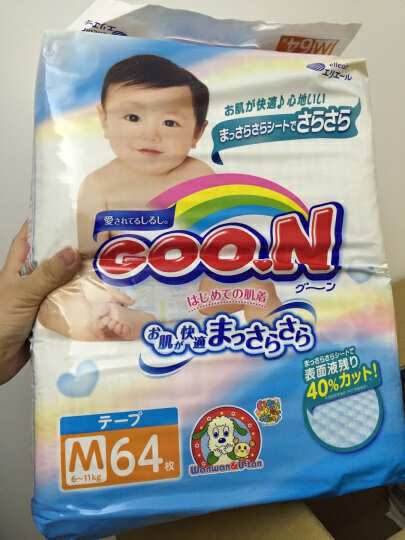 M64
elleair
エリエール
お肌が快適♪心地いい
まっさらさらシートでさらさら
愛されてるしるし。
GOO.N
グ〜ン
はじめての肌着
お肌が快適まっさらさら
まっさらさらシートで
表面液残り
40%カット!
テープ
M64枚
6〜11kg
Wanwan&U-tan